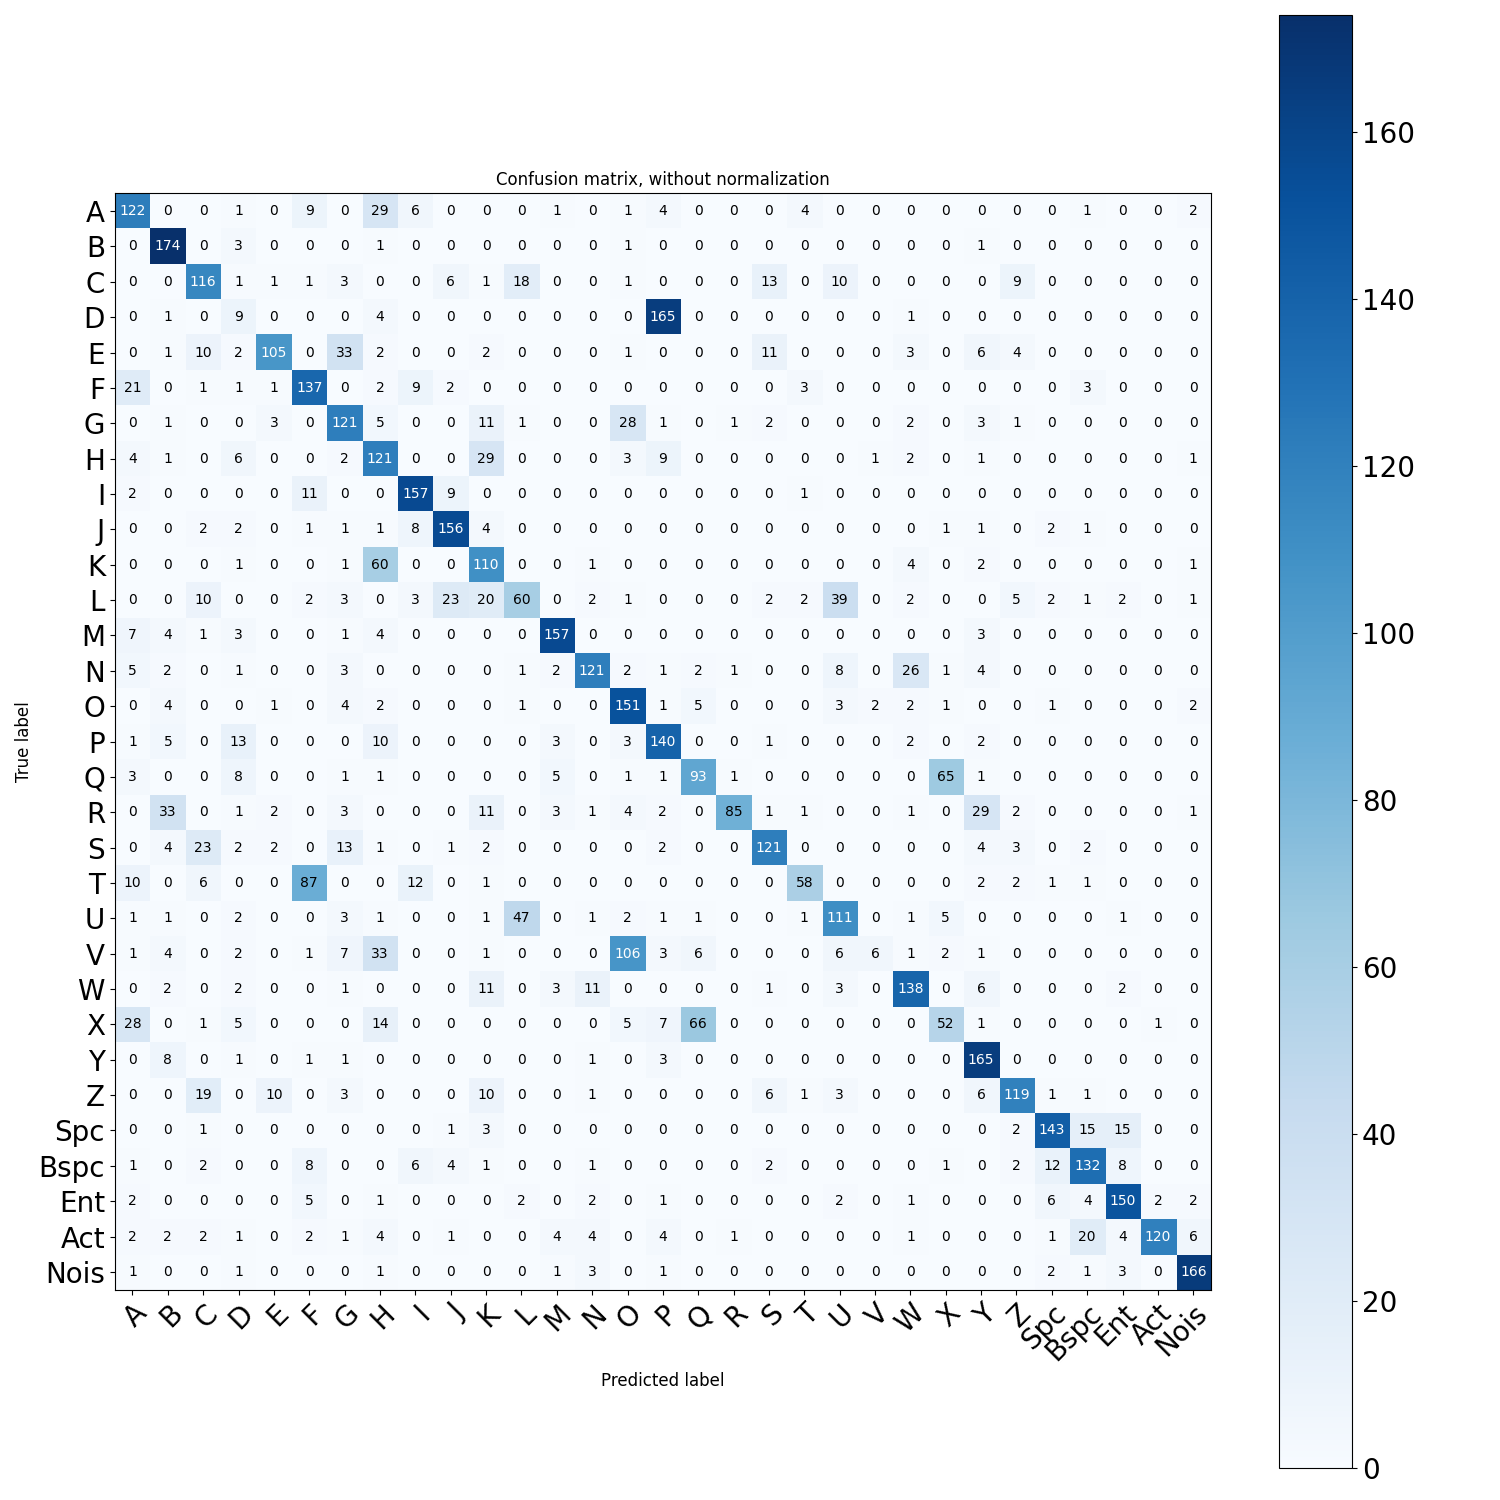 Confusion matrix, without normalization
A 122 0 0 1 0 9 0 29 6 0 0 0 1 0 1 4 0 0 0 4 0 0 0 0 0 0 0 1 0 0 2
B 0 174 0 3 0 0 0 1 0 0 0 0 0 0 1 0 0 0 0 0 0 0 0 0 1 0 0 0 0 0 0
C 0 0 116 1 1 1 3 0 0 6 1 18 0 0 1 0 0 0 13 0 10 0 0 0 0 9 0 0 0 0 0
D 0 1 0 9 0 0 0 4 0 0 0 0 0 0 0 165 0 0 0 0 0 0 1 0 0 0 0 0 0 0 0
E 0 1 10 2 105 0 33 2 0 0 2 0 0 0 1 0 0 0 11 0 0 0 3 0 6 4 0 0 0 0 0
F 21 0 1 1 1 137 0 2 9 2 0 0 0 0 0 0 0 0 0 3 0 0 0 0 0 0 0 3 0 0 0
G 0 1 0 0 3 0 121 5 0 0 11 1 0 0 28 1 0 1 2 0 0 0 2 0 3 1 0 0 0 0 0
H 4 1 0 6 0 0 2 121 0 0 29 0 0 0 3 9 0 0 0 0 0 1 2 0 1 0 0 0 0 0 1
I 2 0 0 0 0 11 0 0 157 9 0 0 0 0 0 0 0 0 0 1 0 0 0 0 0 0 0 0 0 0 0
J 0 0 2 2 0 1 1 1 8 156 4 0 0 0 0 0 0 0 0 0 0 0 0 1 1 0 2 1 0 0 0
K 0 0 0 1 0 0 1 60 0 0 110 0 0 1 0 0 0 0 0 0 0 0 4 0 2 0 0 0 0 0 1
L 0 0 10 0 0 2 3 0 3 23 20 60 0 2 1 0 0 0 2 2 39 0 2 0 0 5 2 1 2 0 1
M 7 4 1 3 0 0 1 4 0 0 0 0 157 0 0 0 0 0 0 0 0 0 0 0 3 0 0 0 0 0 0
N 5 2 0 1 0 0 3 0 0 0 0 1 2 121 2 1 2 1 0 0 8 0 26 1 4 0 0 0 0 0 0
O 0 4 0 0 1 0 4 2 0 0 0 1 0 0 151 1 5 0 0 0 3 2 2 1 0 0 1 0 0 0 2
P 1 5 0 13 0 0 0 10 0 0 0 0 3 0 3 140 0 0 1 0 0 0 2 0 2 0 0 0 0 0 0
Q 3 0 0 8 0 0 1 1 0 0 0 0 5 0 1 1 93 1 0 0 0 0 0 65 1 0 0 0 0 0 0
R 0 33 0 1 2 0 3 0 0 0 11 0 3 1 4 2 0 85 1 1 0 0 1 0 29 2 0 0 0 0 1
S 0 4 23 2 2 0 13 1 0 1 2 0 0 0 0 2 0 0 121 0 0 0 0 0 4 3 0 2 0 0 0
T 10 0 6 0 0 87 0 0 12 0 1 0 0 0 0 0 0 0 0 58 0 0 0 0 2 2 1 1 0 0 0
U 1 1 0 2 0 0 3 1 0 0 1 47 0 1 2 1 1 0 0 1 111 0 1 5 0 0 0 0 1 0 0
V 1 4 0 2 0 1 7 33 0 0 1 0 0 0 106 3 6 0 0 0 6 6 1 2 1 0 0 0 0 0 0
W 0 2 0 2 0 0 1 0 0 0 11 0 3 11 0 0 0 0 1 0 3 0 138 0 6 0 0 0 2 0 0
X 28 0 1 5 0 0 0 14 0 0 0 0 0 0 5 7 66 0 0 0 0 0 0 52 1 0 0 0 0 1 0
Y 0 8 0 1 0 1 1 0 0 0 0 0 0 1 0 3 0 0 0 0 0 0 0 0 165 0 0 0 0 0 0
Z 0 0 19 0 10 0 3 0 0 0 10 0 0 1 0 0 0 0 6 1 3 0 0 0 6 119 1 1 0 0 0
Spc 0 0 1 0 0 0 0 0 0 1 3 0 0 0 0 0 0 0 0 0 0 0 0 0 0 2 143 15 15 0 0
Bspc 1 0 2 0 0 8 0 0 6 4 1 0 0 1 0 0 0 0 2 0 0 0 0 1 0 2 12 132 8 0 0
Ent 2 0 0 0 0 5 0 1 0 0 0 2 0 2 0 1 0 0 0 0 2 0 1 0 0 0 6 4 150 2 2
Act 2 2 2 1 0 2 1 4 0 1 0 0 4 4 0 4 0 1 0 0 0 0 1 0 0 0 1 20 4 120 6
Nois 1 0 0 1 0 0 0 1 0 0 0 0 1 3 0 1 0 0 0 0 0 0 0 0 0 0 2 1 3 0 166
A B C D E F G H I J K L M N O P Q R S T U V W X Y Z Spc Bspc Ent Act Nois
Predicted label
True label
160
140
120
100
80
60
40
20
0